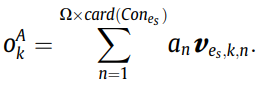 $o_k^A = \sum_{n=1}^{\Omega \times card(Con_{e_s})} a_n \boldsymbol{v}_{e_s,k,n}.$